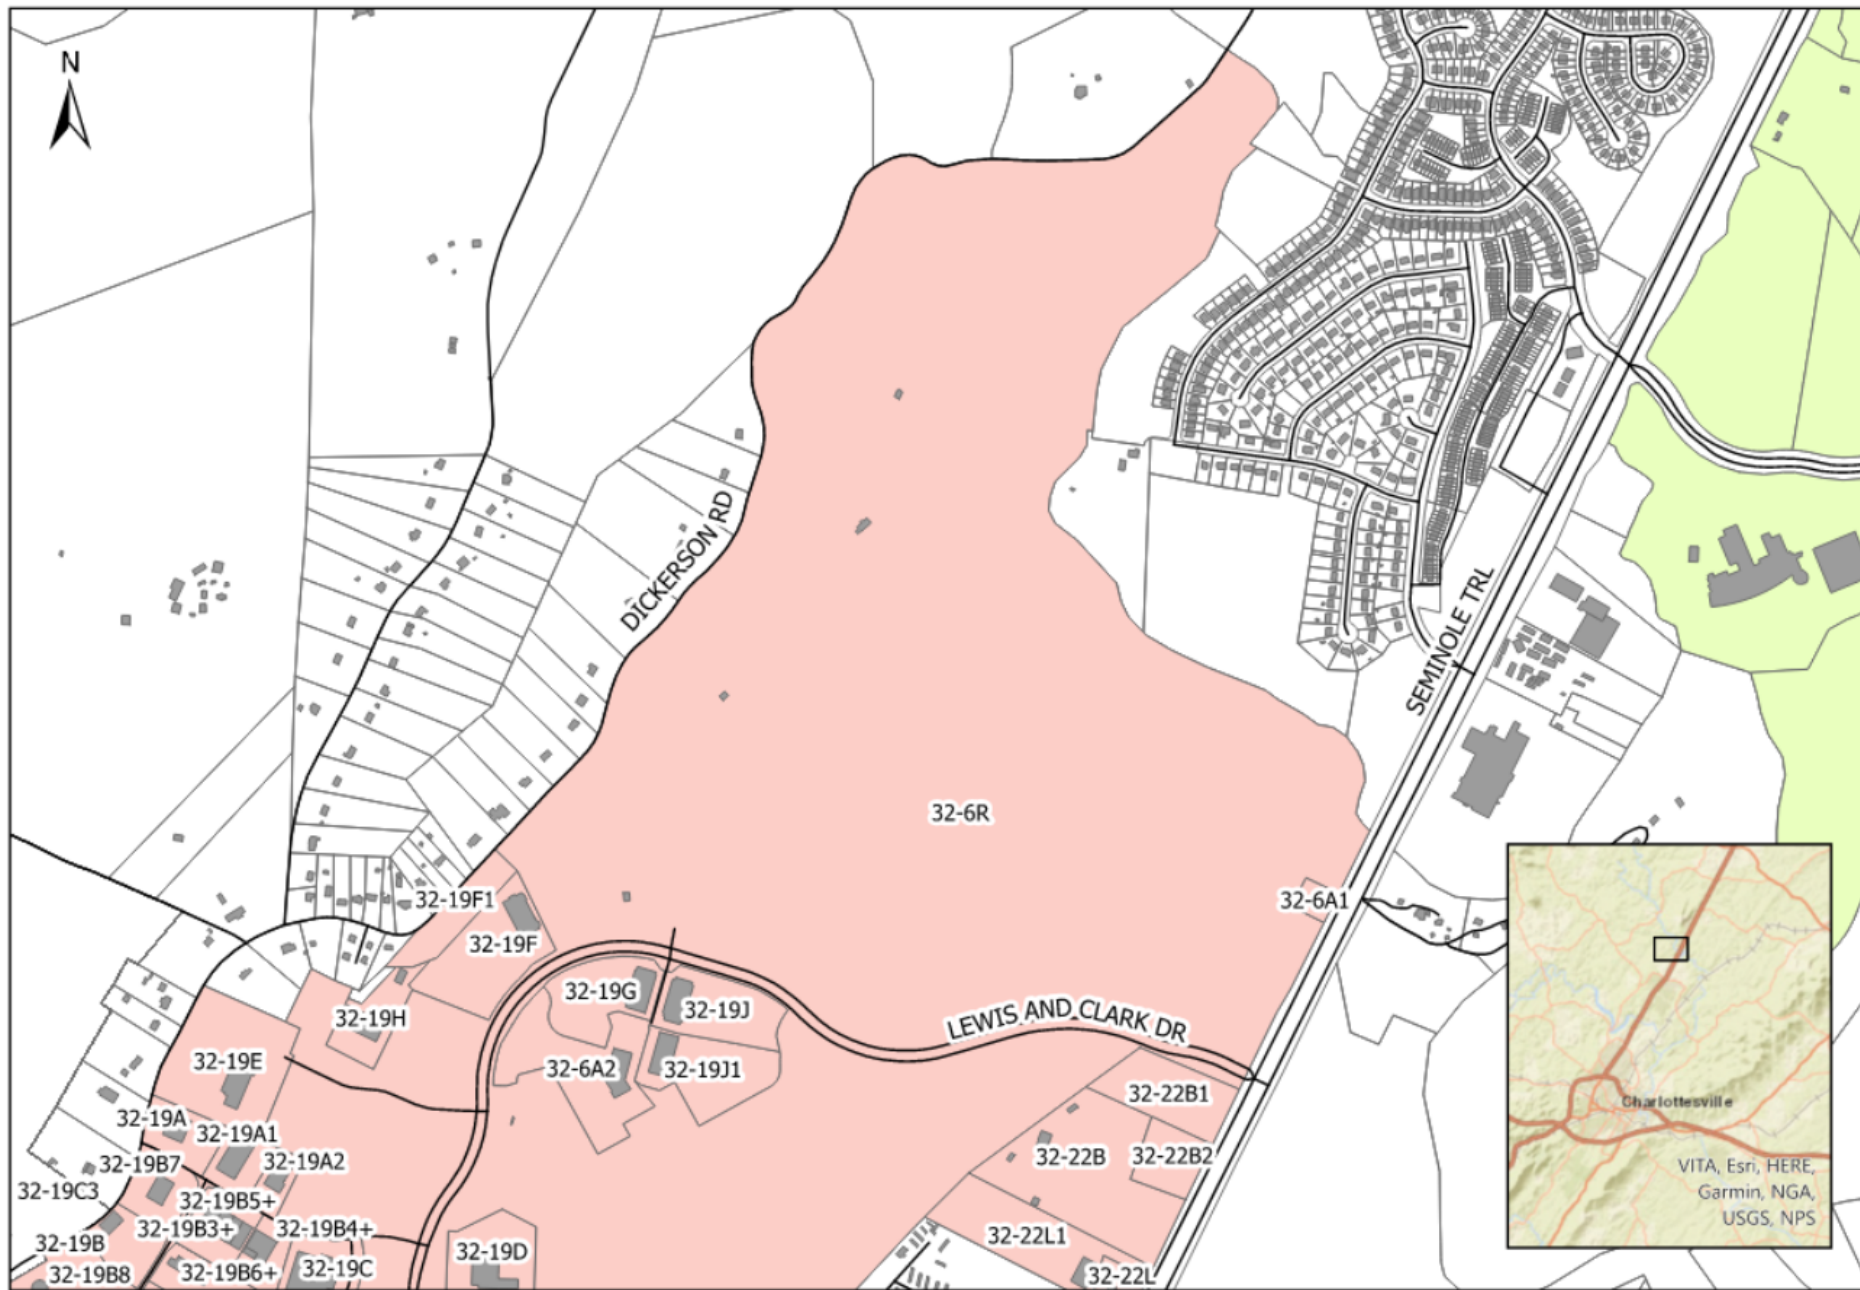 N
DICKERSON RD
SEMINOLE TRL
32-6R
32-19F1
32-6A1
32-19F
32-19G
32-19J
32-19H
LEWIS AND CLARK DR
32-19E
32-6A2
32-19J1
32-22B1
32-19A
32-19A1
32-19A2
32-22B
32-22B2
32-19B7
32-19C3
32-19B5+
32-19B3+
32-19B4+
32-22L1
32-19B
32-19D
32-19B8
32-19B6+
32-19C
32-22L
Charlottesville
VITA, Esri, HERE,
Garmin, NGA,
USGS, NPS